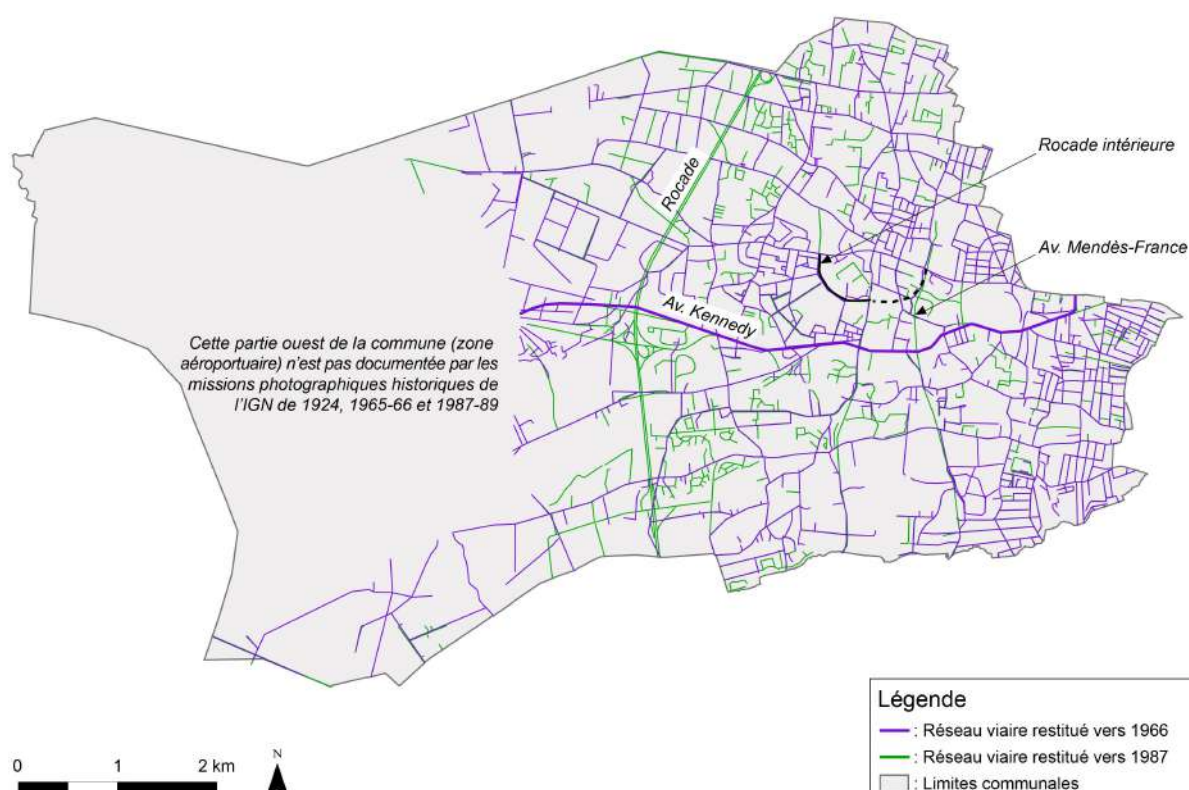 Rocade intérieure
Rocade
Av. Mendès-France
Av. Kennedy
Cette partie ouest de la commune (zone
aéroportuaire) n'est pas documentée par les
missions photographiques historiques de
l'IGN de 1924, 1965-66 et 1987-89
Légende
: Réseau viaire restitué vers 1966
: Réseau viaire restitué vers 1987
: Limites communales
0 1 2 km
N